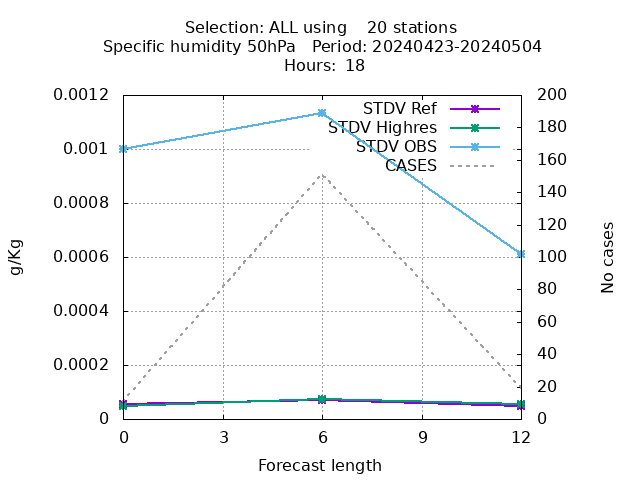 Selection: ALL using    20 stations
Specific humidity 50hPa   Period: 20240423-20240504
Hours: 18
STDV Ref
STDV Highres
STDV OBS
CASES
g/Kg
0.0012
0.001
0.0008
0.0006
0.0004
0.0002
0
No cases
200
180
160
140
120
100
80
60
40
20
0
0 3 6 9 12
Forecast length